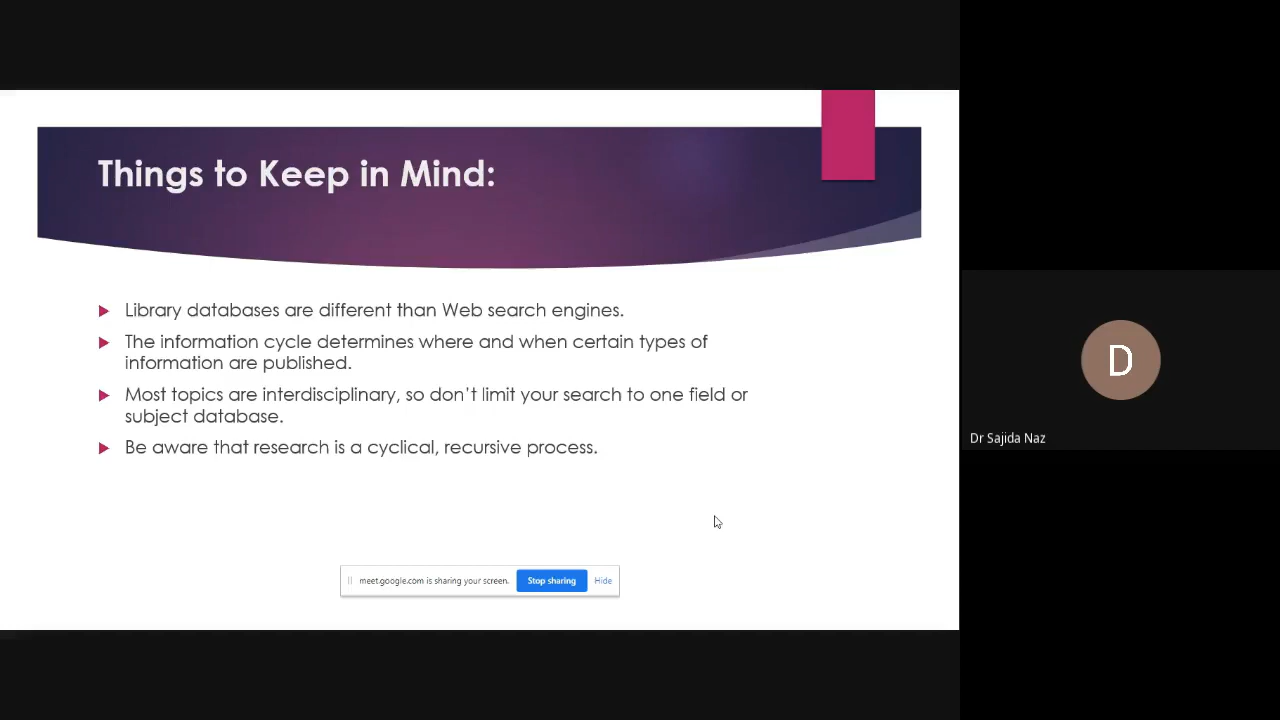 Things to Keep in Mind:
Library databases are different than Web search engines.
The information cycle determines where and when certain types of
information are published.
Most topics are interdisciplinary, so don't limit your search to one field or
subject database.
Be aware that research is a cyclical, recursive process.
meet.google.com is sharing your screen. Stop sharing Hide
D
Dr Sajida Naz